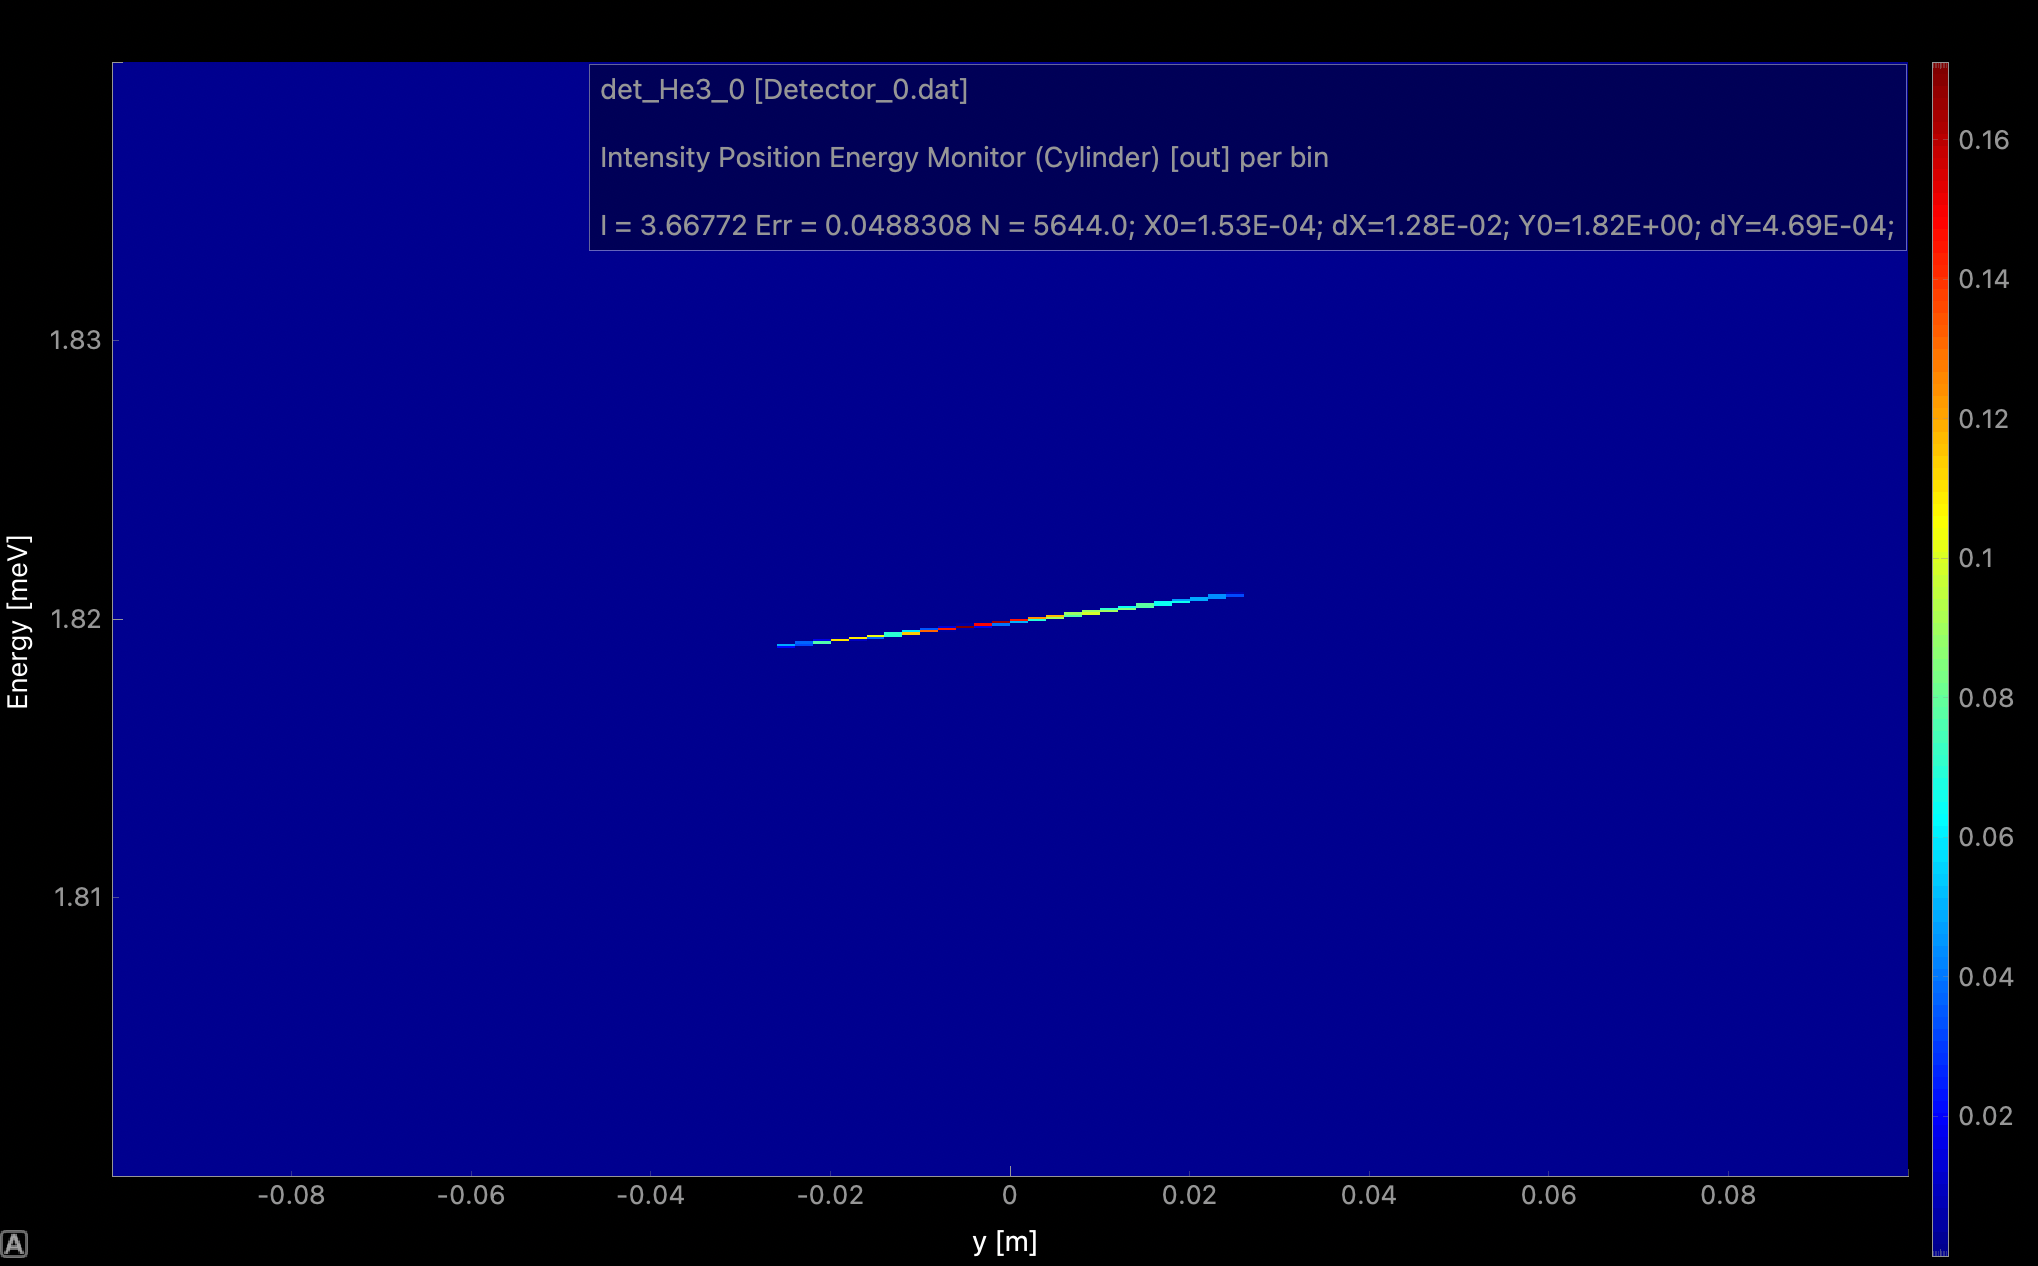 det_He3_0 [Detector_0.dat]
Intensity Position Energy Monitor (Cylinder) [out] per bin
I = 3.66772 Err = 0.0488308 N = 5644.0; X0=1.53E-04; dX=1.28E-02; Y0=1.82E+00; dY=4.69E-04;
0.16
0.14
0.12
0.1
0.08
0.06
0.04
0.02
1.83
1.82
1.81
Energy [meV]
-0.08 -0.06 -0.04 -0.02 0 0.02 0.04 0.06 0.08
y [m]
A